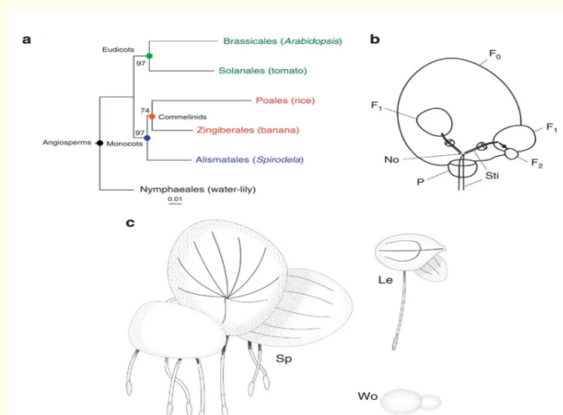 a
Eudicots
97
Brassicales (Arabidopsis)
Solanales (tomato)
74
Poales (rice)
Commelinids
97
Zingiberales (banana)
Angiosperms
Monocots
Alismatales (Spirodela)
Nymphaeales (water-lily)
0.01
b
F0
F1
F1
No
F2
P
Sti
c
Sp
Le
Wo